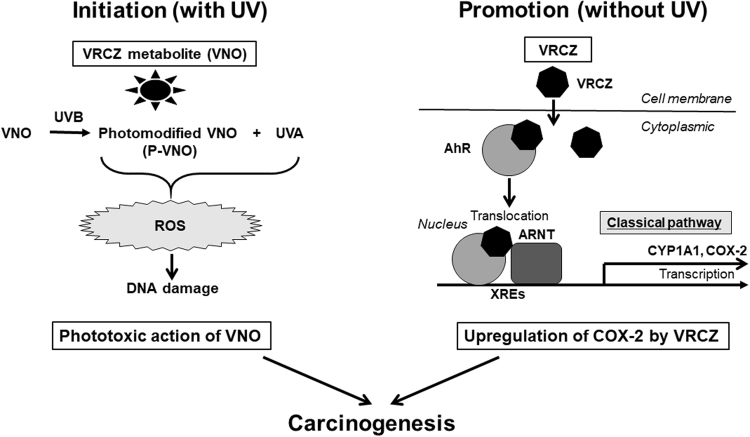 Initiation (with UV)
VRCZ metabolite (VNO)
UVB
VNO
Photomodified VNO + UVA
(P-VNO)
ROS
DNA damage
Phototoxic action of VNO
Promotion (without UV)
VRCZ
VRCZ
Cell membrane
Cytoplasmic
AhR
Translocation
Nucleus
ARNT
Classical pathway
CYP1A1, COX-2
Transcription
XREs
Upregulation of COX-2 by VRCZ
Carcinogenesis